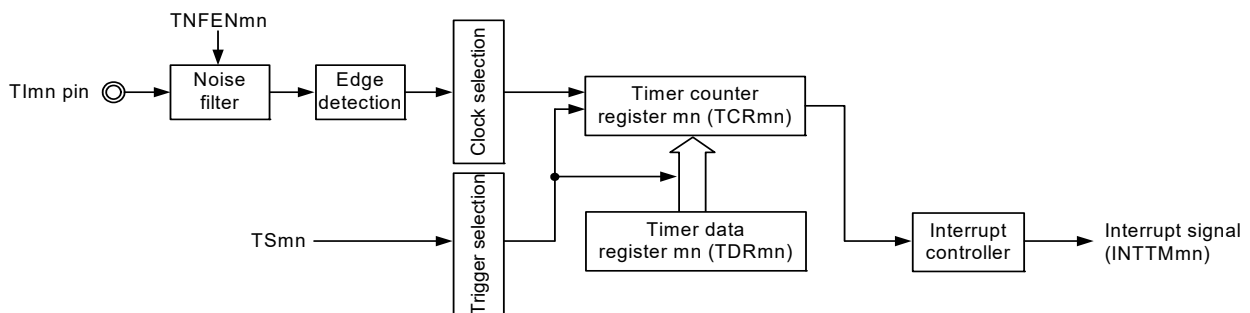 TNFENmn
TImn pin
Noise
filter
Edge
detection
Clock selection
Timer counter
register mn (TCRmn)
TSmn
Trigger selection
Timer data
register mn (TDRmn)
Interrupt
controller
Interrupt signal
(INTTMmn)